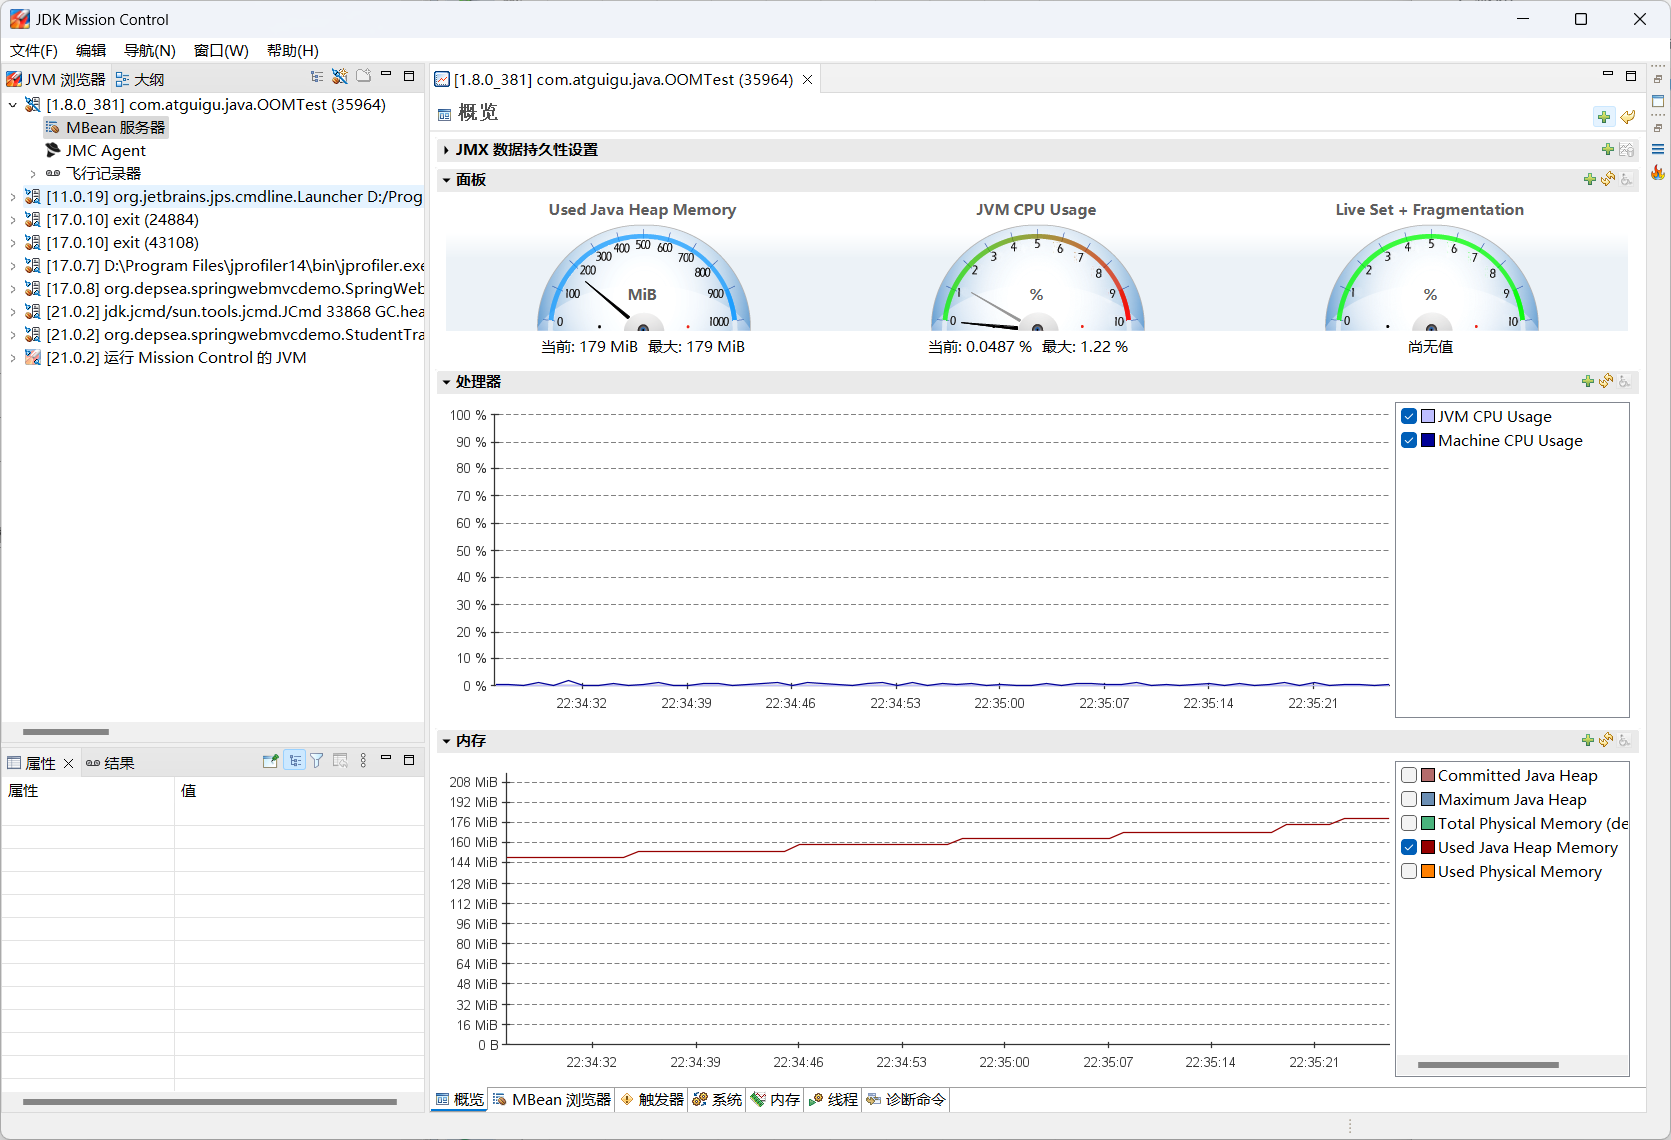 JDK Mission Control
文件(F) 编辑 导航(N) 窗口(W) 帮助(H)
JVM 浏览器 大纲
[1.8.0_381] com.atguigu.java.OOMTest (35964)
MBean 服务器
JMC Agent
飞行记录器
[11.0.19] org.jetbrains.jps.cmdline.Launcher D:/Prog
[17.0.10] exit (24884)
[17.0.10] exit (43108)
[17.0.7] D:\Program Files\jprofiler14\bin\jprofiler.exe
[17.0.8] org.depsea.springwebmvcdemo.SpringWeb
[21.0.2] jdk.jcmd/sun.tools.jcmd.JCmd 33868 GC.hea
[21.0.2] org.depsea.springwebmvcdemo.StudentTra
[21.0.2] 运行 Mission Control 的 JVM
属性 结果
属性 值
[1.8.0_381] com.atguigu.java.OOMTest (35964)
概览
JMX 数据持久性设置
面板
Used Java Heap Memory
0 100 200 300 400 500 600 700 800 900 1000
MiB
当前: 179 MiB 最大: 179 MiB
JVM CPU Usage
0 1 2 3 4 5 6 7 8 9 10
%
当前: 0.0487 % 最大: 1.22 %
Live Set + Fragmentation
0 1 2 3 4 5 6 7 8 9 10
%
尚无值
处理器
100 %
90 %
80 %
70 %
60 %
50 %
40 %
30 %
20 %
10 %
0 %
22:34:32 22:34:39 22:34:46 22:34:53 22:35:00 22:35:07 22:35:14 22:35:21
JVM CPU Usage
Machine CPU Usage
内存
208 MiB
192 MiB
176 MiB
160 MiB
144 MiB
128 MiB
112 MiB
96 MiB
80 MiB
64 MiB
48 MiB
32 MiB
16 MiB
0 B
22:34:32 22:34:39 22:34:46 22:34:53 22:35:00 22:35:07 22:35:14 22:35:21
Committed Java Heap
Maximum Java Heap
Total Physical Memory (de
Used Java Heap Memory
Used Physical Memory
概览 MBean 浏览器 触发器 系统 内存 线程 诊断命令